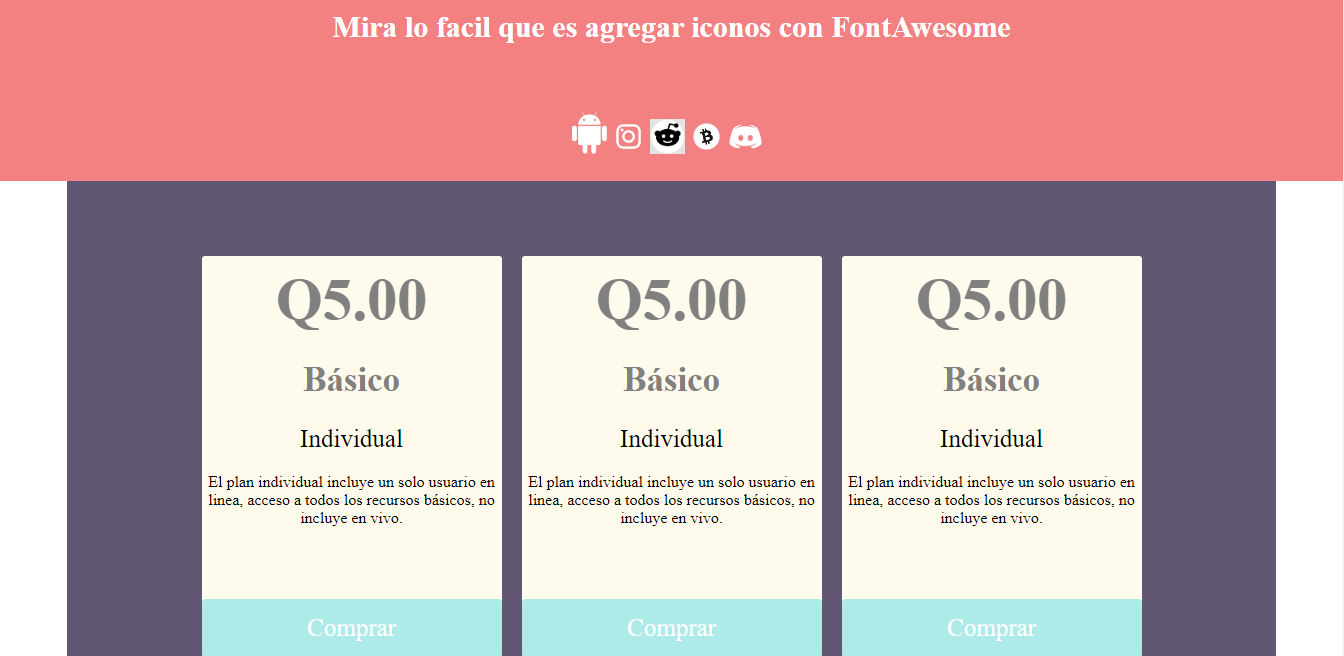 Mira lo facil que es agregar iconos con FontAwesome
Q5.00
Básico
Individual
El plan individual incluye un solo usuario en
linea, acceso a todos los recursos básicos, no
incluye en vivo.
Comprar
Q5.00
Básico
Individual
El plan individual incluye un solo usuario en
linea, acceso a todos los recursos básicos, no
incluye en vivo.
Comprar
Q5.00
Básico
Individual
El plan individual incluye un solo usuario en
linea, acceso a todos los recursos básicos, no
incluye en vivo.
Comprar